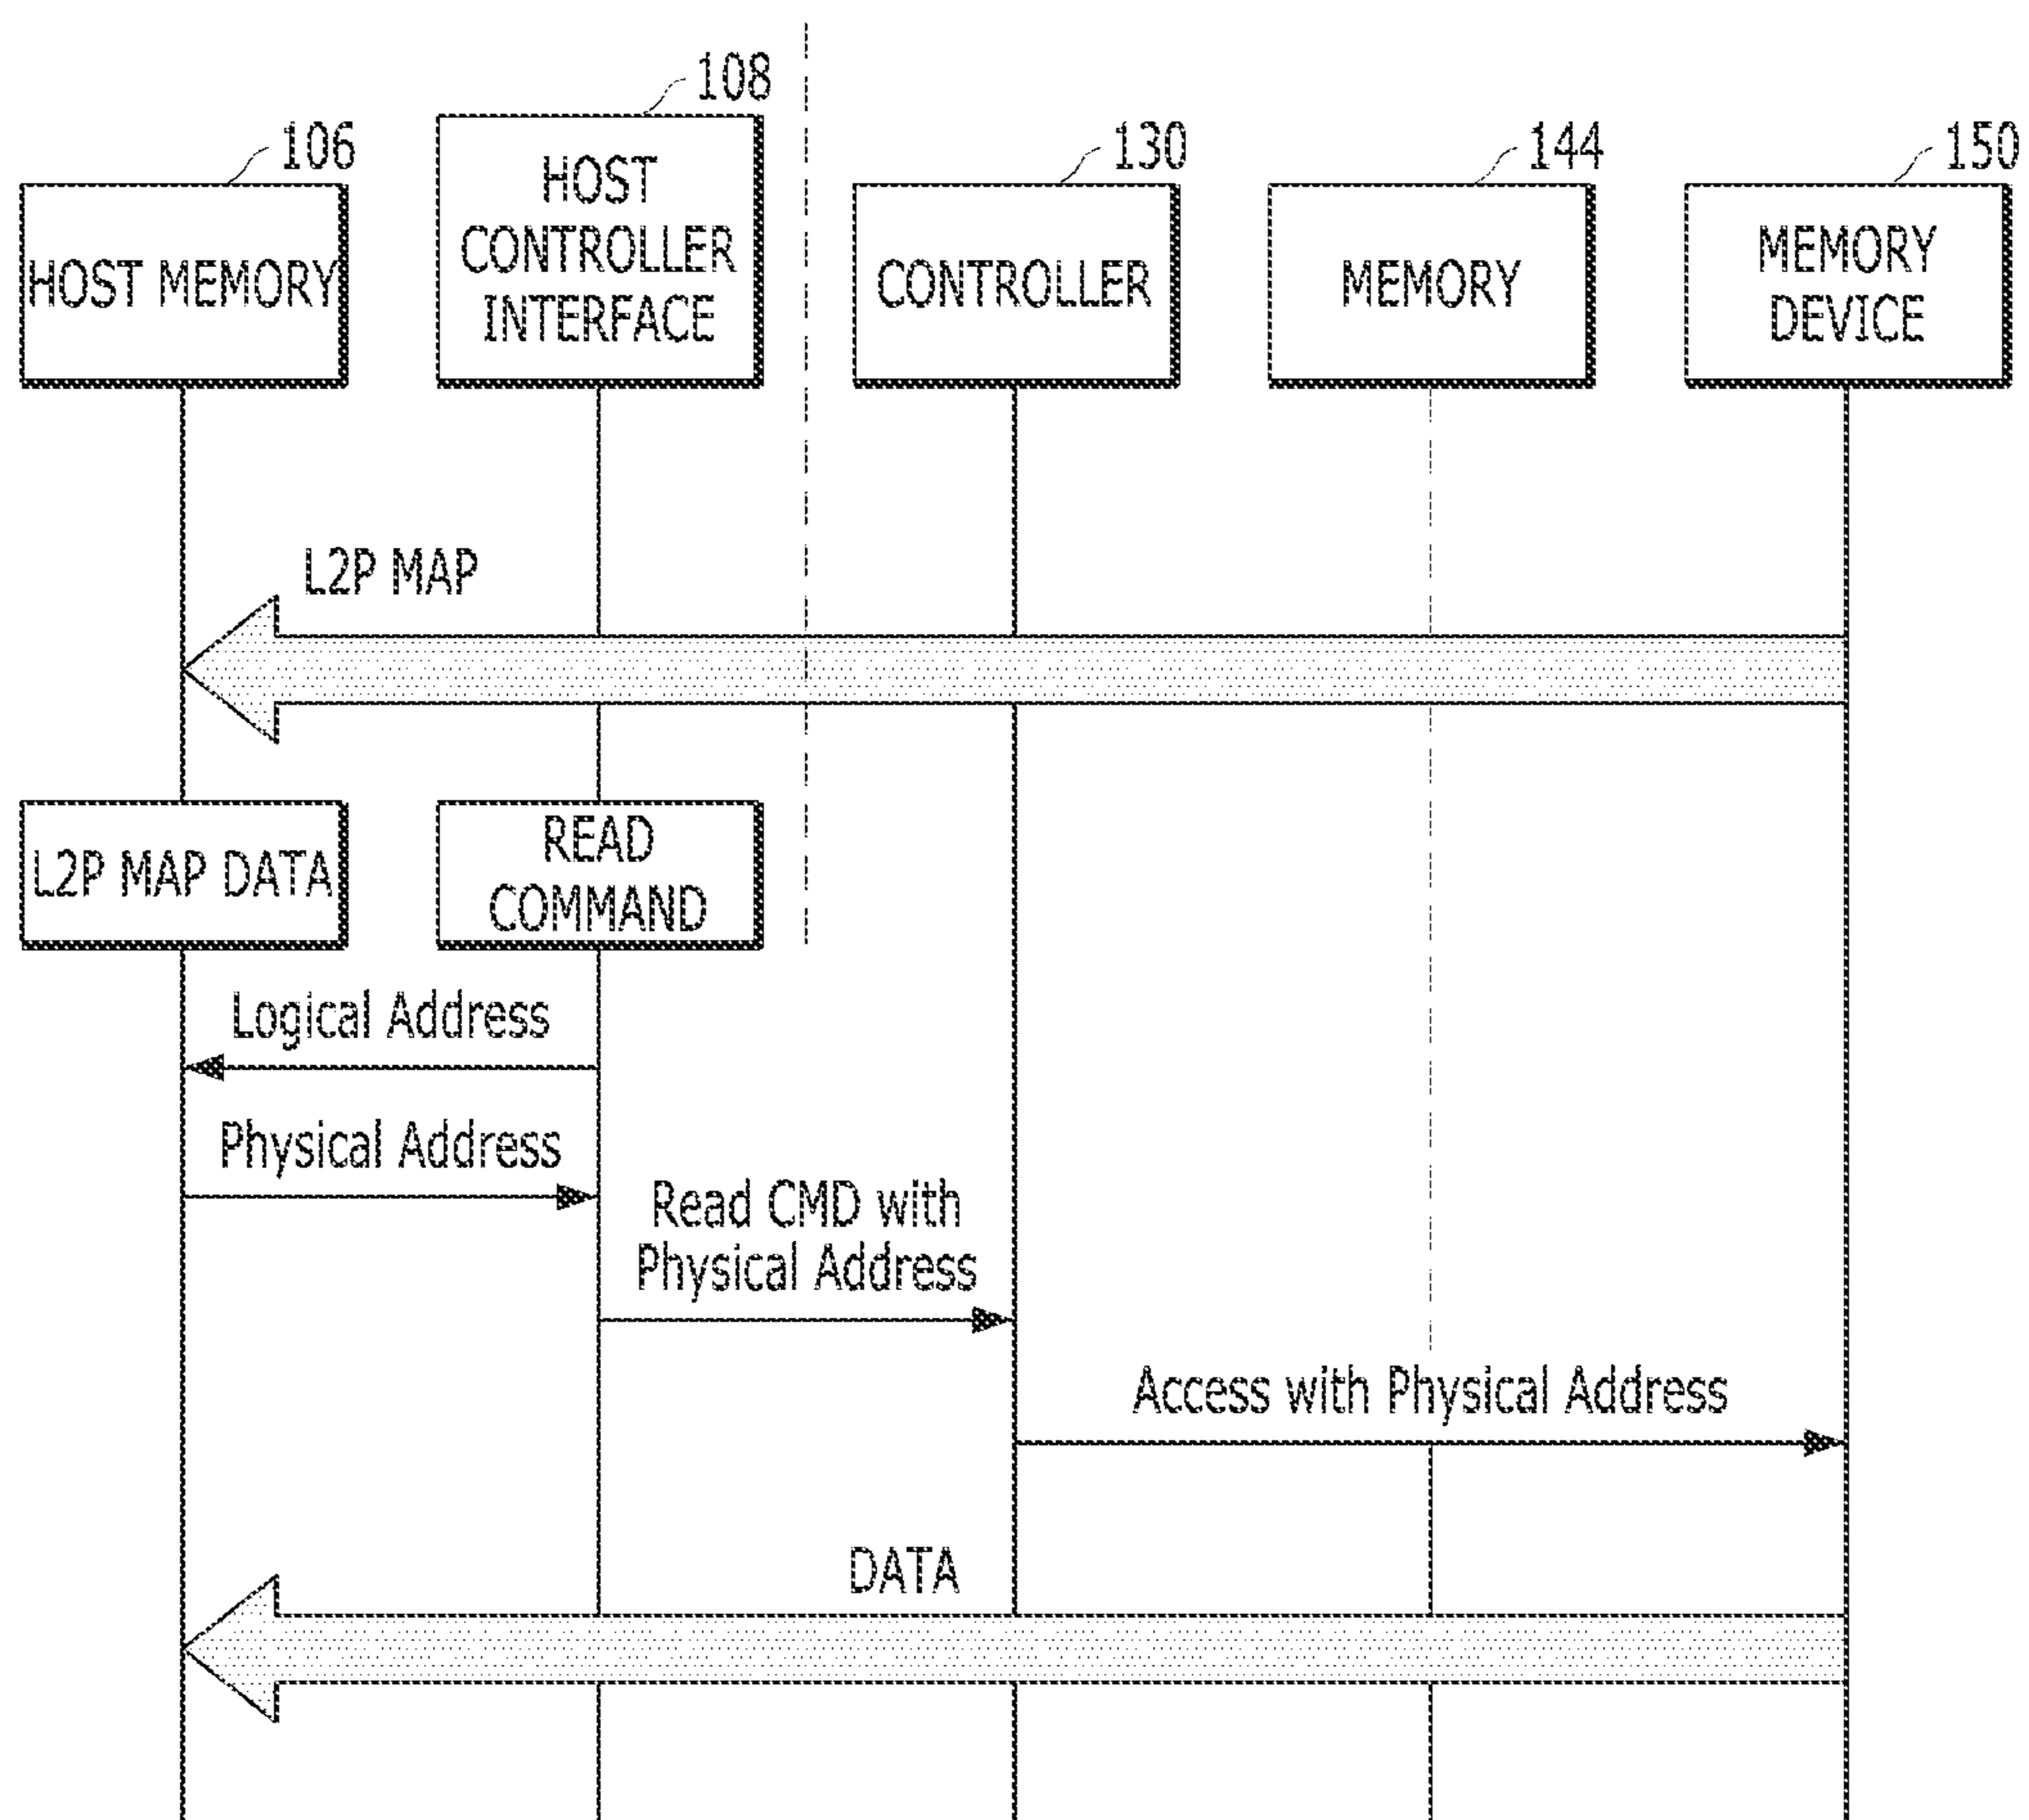 108
106
130
144
150
HOST MEMORY
HOST
CONTROLLER
INTERFACE
CONTROLLER
MEMORY
MEMORY
DEVICE
L2P MAP
L2P MAP DATA
READ
COMMAND
Logical Address
Physical Address
Read CMD with
Physical Address
Access with Physical Address
DATA